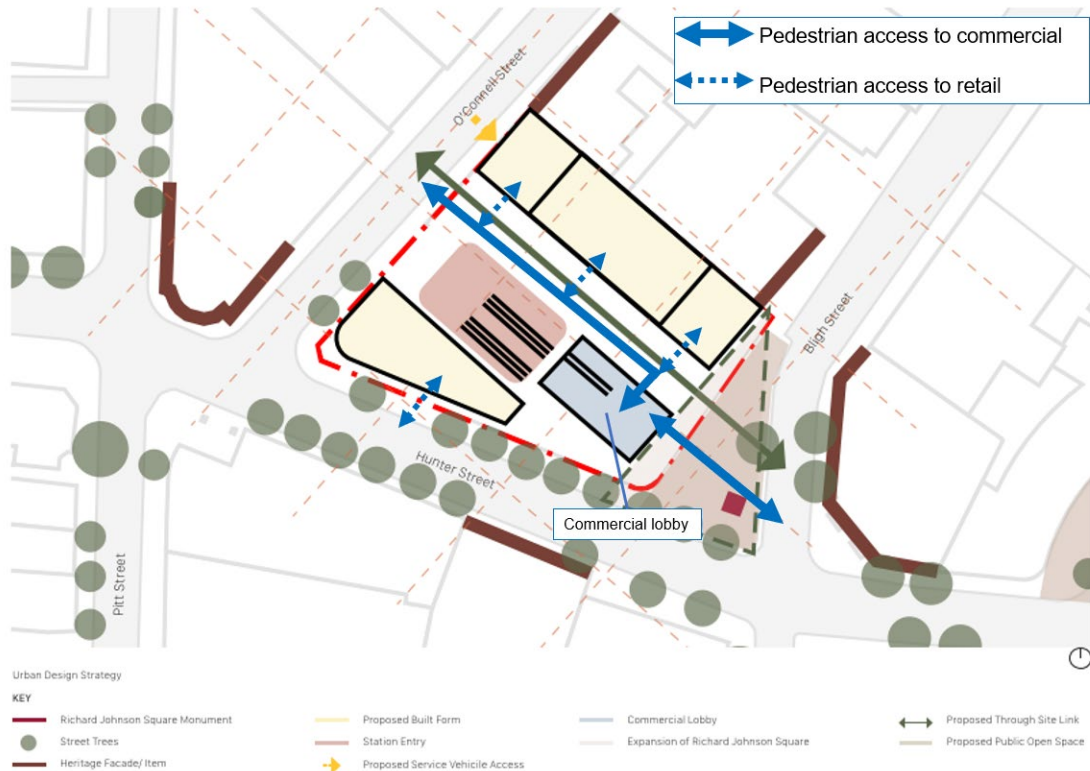 Pedestrian access to commercial
Pedestrian access to retail
O'Connell Street
Bligh Street
Hunter Street
Commercial lobby
Pitt Street
Urban Design Strategy
KEY
Richard Johnson Square Monument
Street Trees
Heritage Facade/ Item
Proposed Built Form
Station Entry
Proposed Service Vehicile Access
Commercial Lobby
Expansion of Richard Johnson Square
Proposed Through Site Link
Proposed Public Open Space